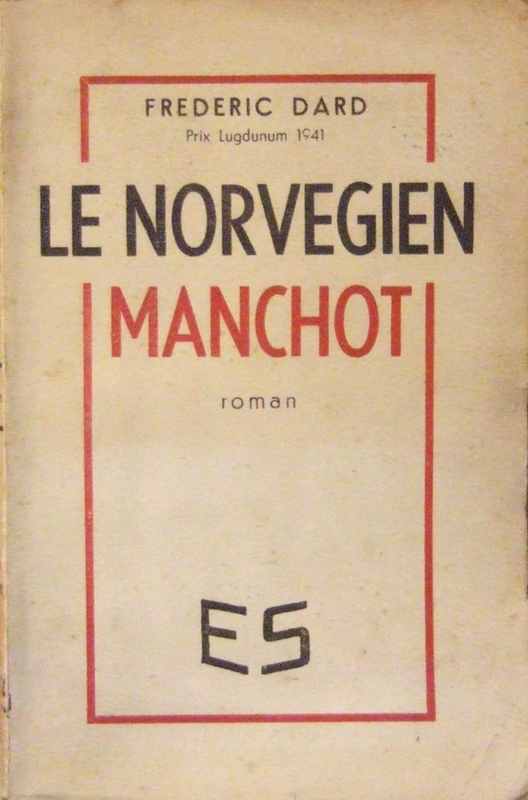 FREDERIC DARD
Prix Lugdunum 1941
LE NORVEGIEN
MANCHOT
roman
ES